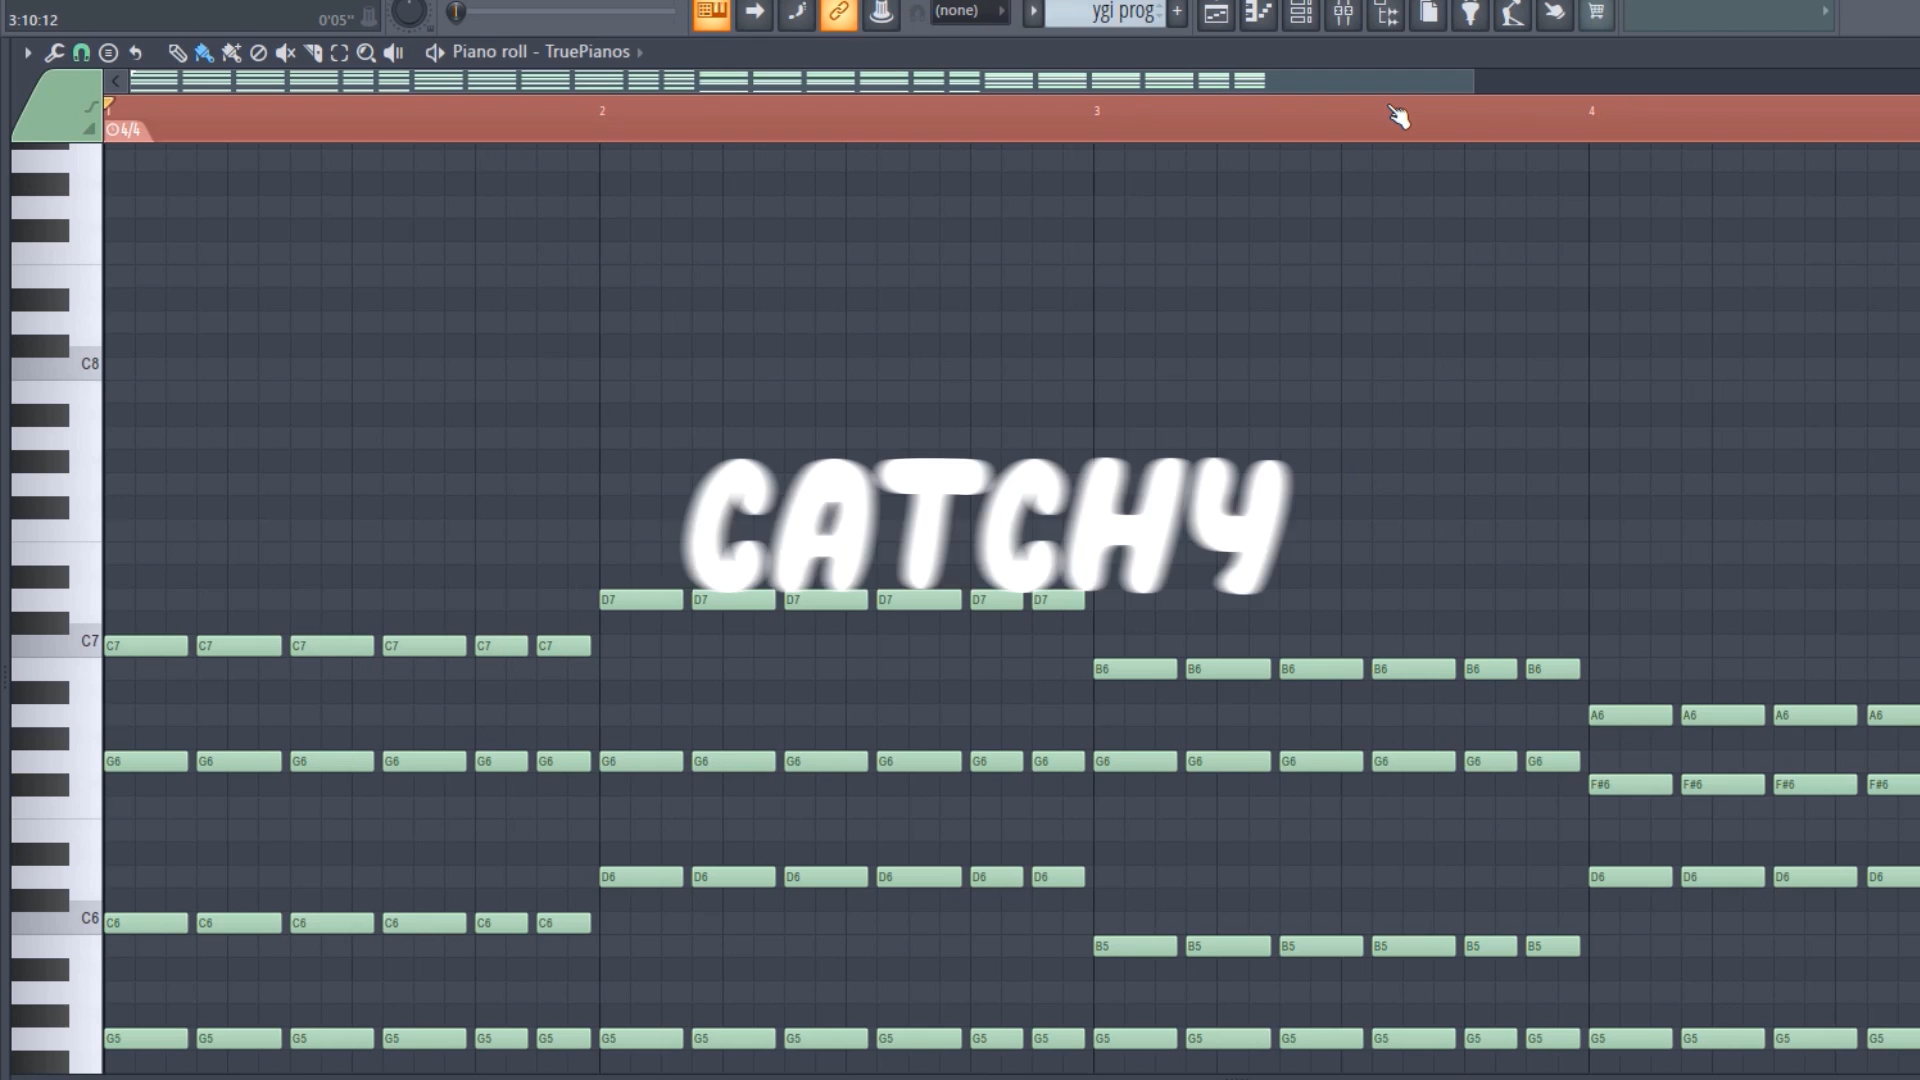 3:10:12 0'05" (none) ygi prog +
Piano roll - TruePianos
1 2 3 4
4/4
C8
CATCHY
D7 D7 D7 D7 D7 D7
C7 C7 C7 C7 C7 C7 C7
B6 B6 B6 B6 B6 B6
A6 A6 A6 A6
G6 G6 G6 G6 G6 G6 G6 G6 G6 G6 G6 G6 G6 G6 G6 G6 G6 G6
F#6 F#6 F#6 F#6
D6 D6 D6 D6 D6 D6 D6 D6 D6 D6
C6 C6 C6 C6 C6 C6 C6
B5 B5 B5 B5 B5 B5
G5 G5 G5 G5 G5 G5 G5 G5 G5 G5 G5 G5 G5 G5 G5 G5 G5 G5 G5 G5 G5 G5